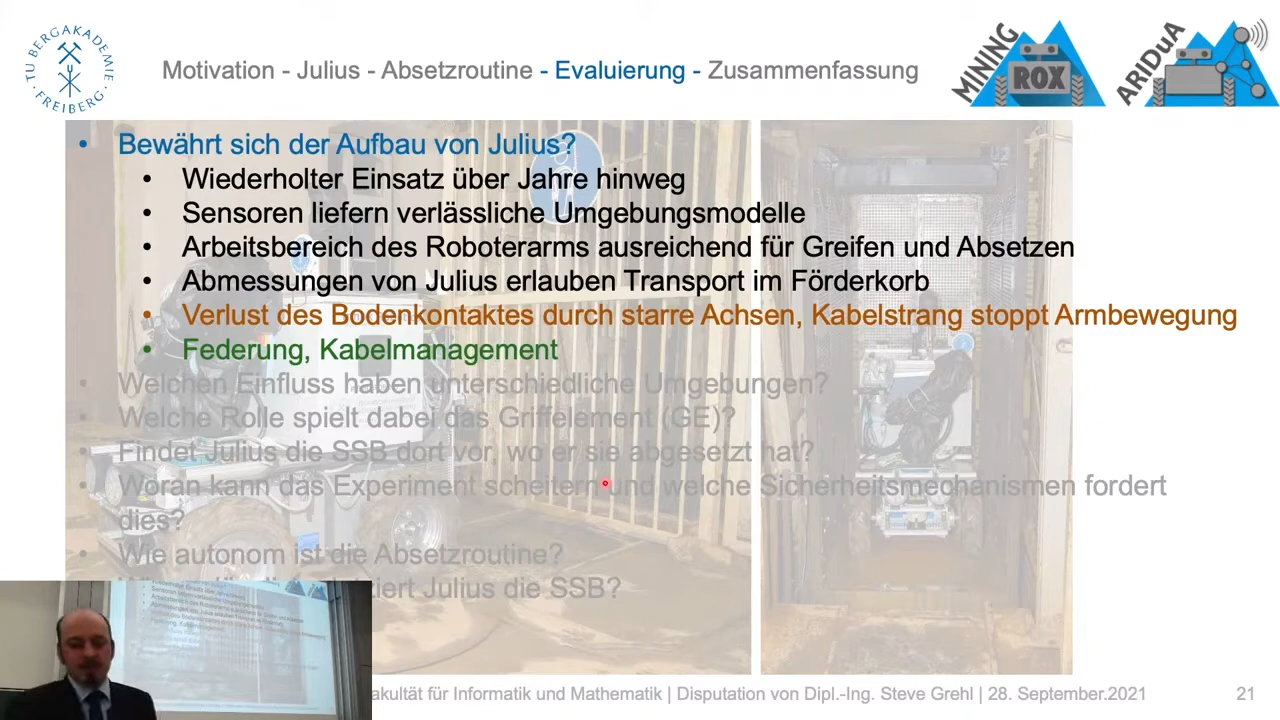 TU BERGAKADEMIE
· FREIBERG ·
Motivation - Julius - Absetzroutine - Evaluierung - Zusammenfassung
MINING
ROX
ARIDuA
• Bewährt sich der Aufbau von Julius?
• Wiederholter Einsatz über Jahre hinweg
• Sensoren liefern verlässliche Umgebungsmodelle
• Arbeitsbereich des Roboterarms ausreichend für Greifen und Absetzen
• Abmessungen von Julius erlauben Transport im Förderkorb
• Verlust des Bodenkontaktes durch starre Achsen, Kabelstrang stoppt Armbewegung
• Federung, Kabelmanagement
• Welchen Einfluss haben unterschiedliche Umgebungen?
• Welche Rolle spielt dabei das Griffelement (GE)?
• Findet Julius die SSB dort vor, wo er sie abgesetzt hat?
• Woran kann das Experiment scheitern und welche Sicherheitsmechanismen fordert
dies?
• Wie autonom ist die Absetzroutine?
Julius die SSB?
für Informatik und Mathematik | Disputation von Dipl.-Ing. Steve Grehl | 28. September.2021
21